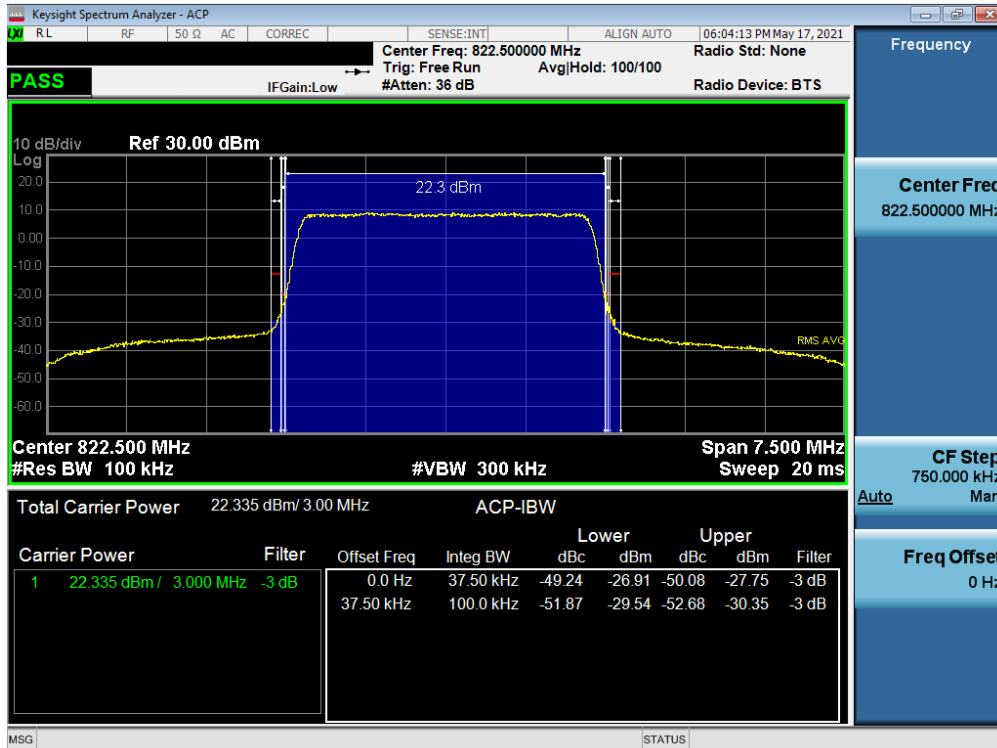 Keysight Spectrum Analyzer - ACP
LXI RL RF 50 Ω AC CORREC SENSE:INT ALIGN AUTO 06:04:13 PM May 17, 2021
Center Freq: 822.500000 MHz Radio Std: None
Trig: Free Run Avg|Hold: 100/100
PASS IFGain:Low #Atten: 36 dB Radio Device: BTS
10 dB/div Ref 30.00 dBm
Log
20.0
22.3 dBm
10.0
0.00
-10.0
-20.0
-30.0
RMS AVG
-40.0
-50.0
-60.0
Center 822.500 MHz Span 7.500 MHz
#Res BW 100 kHz #VBW 300 kHz Sweep 20 ms
Total Carrier Power 22.335 dBm/ 3.00 MHz ACP-IBW
Lower Upper
Carrier Power Filter Offset Freq Integ BW dBc dBm dBc dBm Filter
1 22.335 dBm / 3.000 MHz -3 dB 0.0 Hz 37.50 kHz -49.24 -26.91 -50.08 -27.75 -3 dB
37.50 kHz 100.0 kHz -51.87 -29.54 -52.68 -30.35 -3 dB
MSG STATUS
Frequency
Center Freq
822.500000 MHz
CF Step
750.000 kHz
Auto Man
Freq Offset
0 Hz